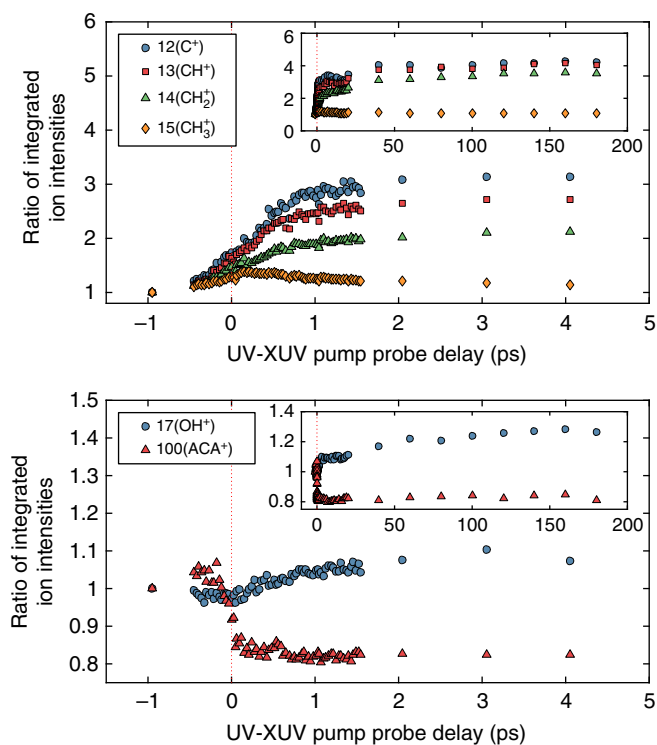 6
5
4
3
2
1
Ratio of integrated
ion intensities
12(C⁺)
13(CH⁺)
14(CH₂⁺)
15(CH₃⁺)
6
4
2
0
0 50 100 150 200
−1 0 1 2 3 4 5
UV-XUV pump probe delay (ps)
1.5
1.4
1.3
1.2
1.1
1
0.9
0.8
Ratio of integrated
ion intensities
17(OH⁺)
100(ACA⁺)
1.4
1.2
1
0.8
0 50 100 150 200
−1 0 1 2 3 4 5
UV-XUV pump probe delay (ps)